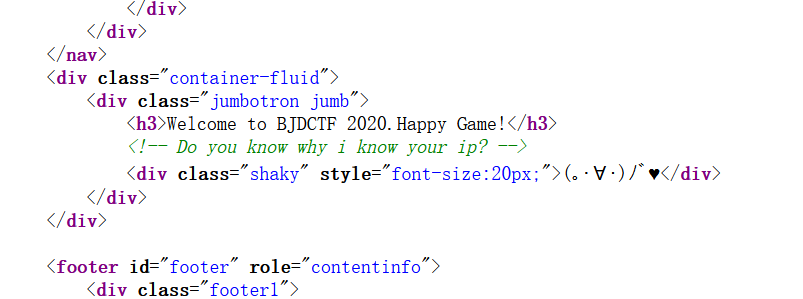 </div>
</div>
</nav>
<div class="container-fluid">
<div class="jumbotron jumb">
<h3>Welcome to BJDCTF 2020.Happy Game!</h3>
<!-- Do you know why i know your ip? -->
<div class="shaky" style="font-size:20px;">(｡･∀･)ﾉﾞ♥</div>
</div>
</div>
<footer id="footer" role="contentinfo">
<div class="footer1">